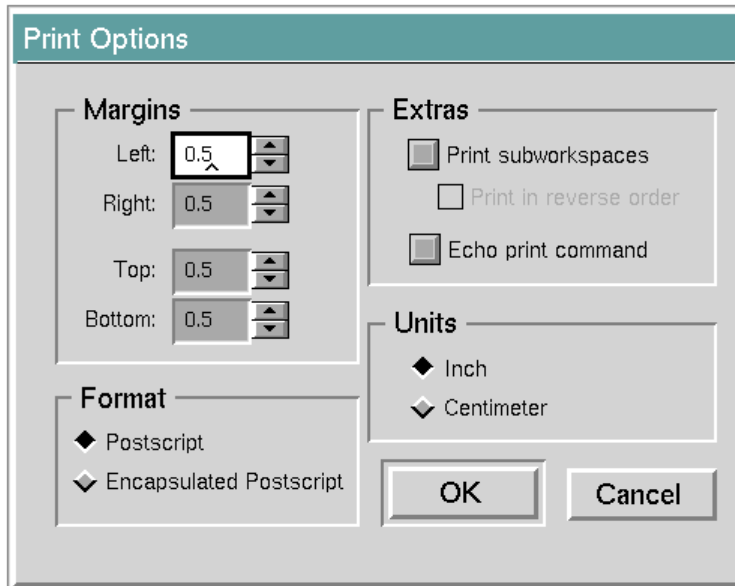 Print Options
Margins
Left: 0.5
Right: 0.5
Top: 0.5
Bottom: 0.5
Format
Postscript
Encapsulated Postscript
Extras
Print subworkspaces
Print in reverse order
Echo print command
Units
Inch
Centimeter
OK
Cancel